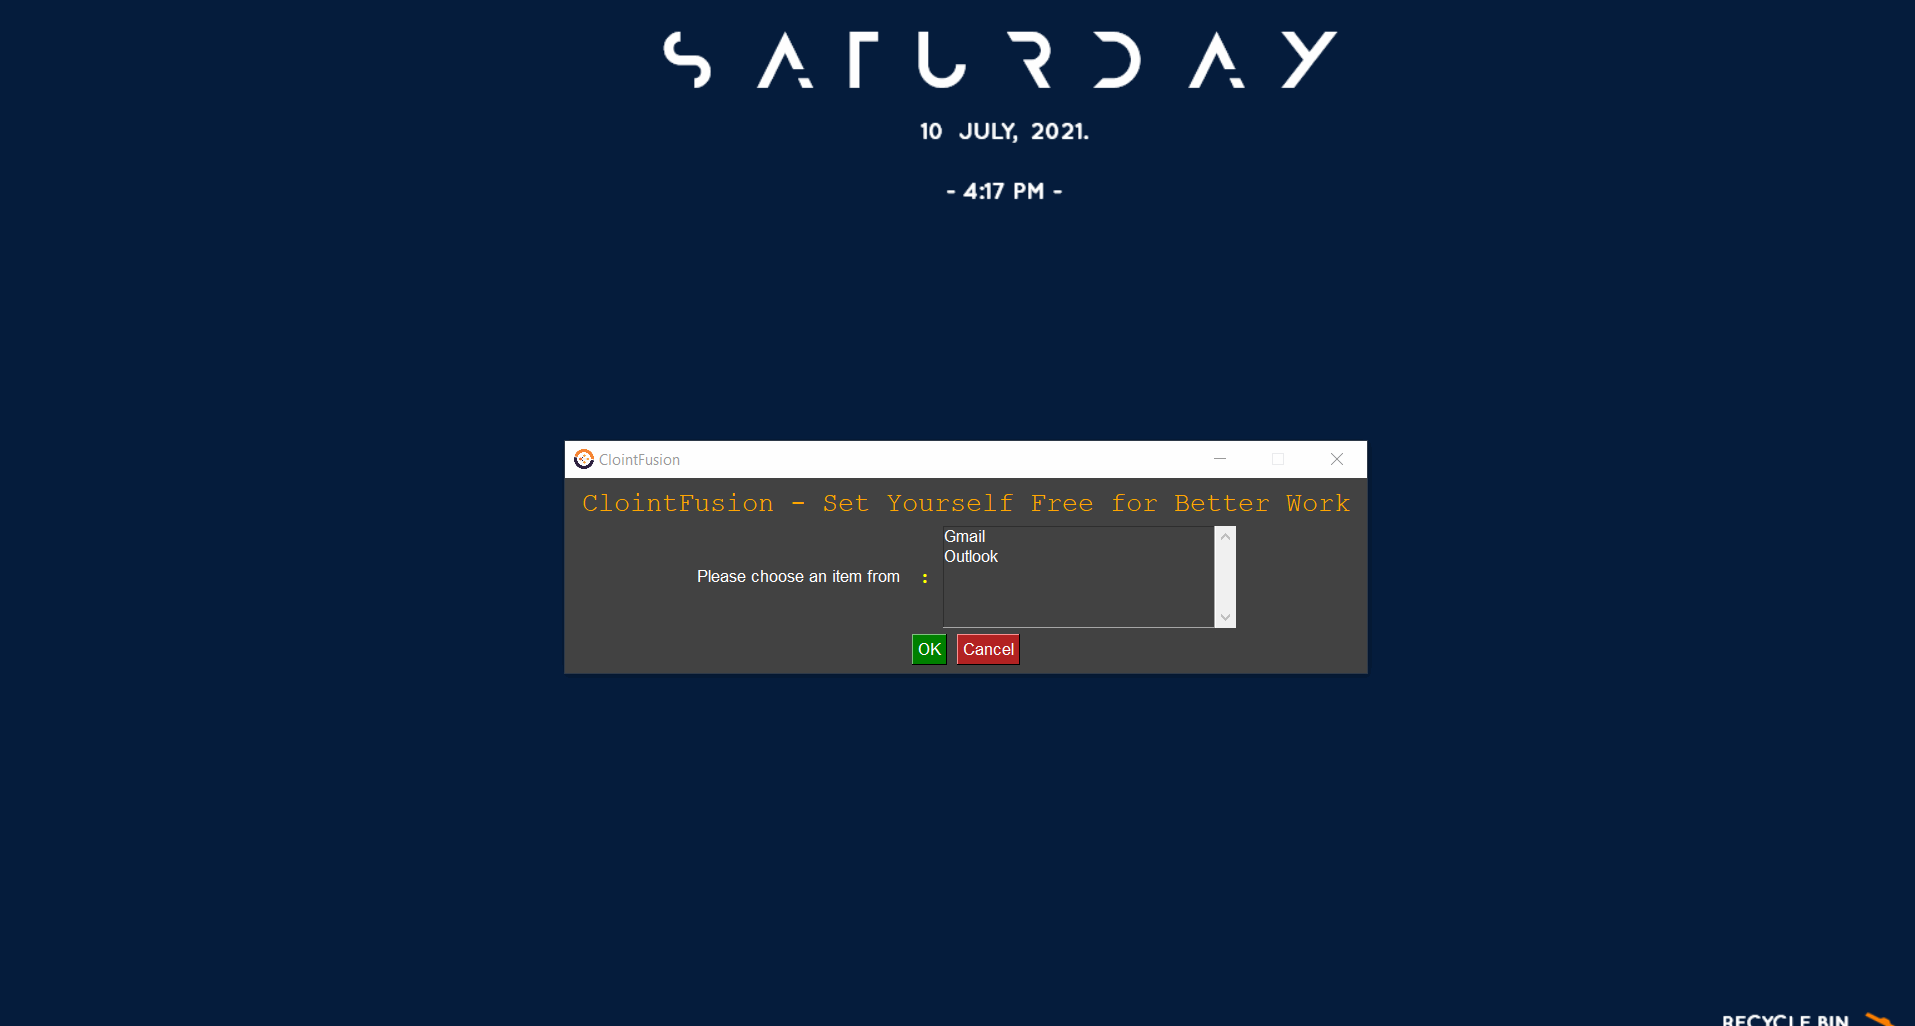 SATURDAY
10 JULY, 2021.
- 4:17 PM -
ClointFusion
ClointFusion - Set Yourself Free for Better Work
Gmail
Outlook
Please choose an item from :
OK Cancel
RECYCLE BIN